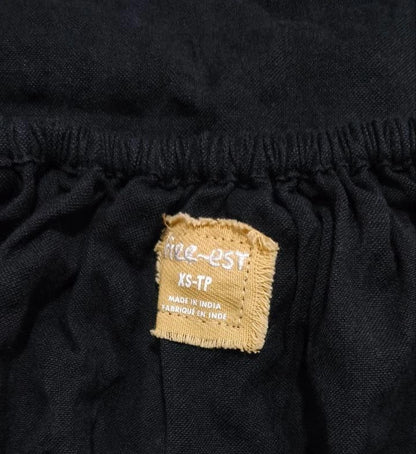 free-est
XS-TP
MADE IN INDIA
FABRIQUÉ EN INDE